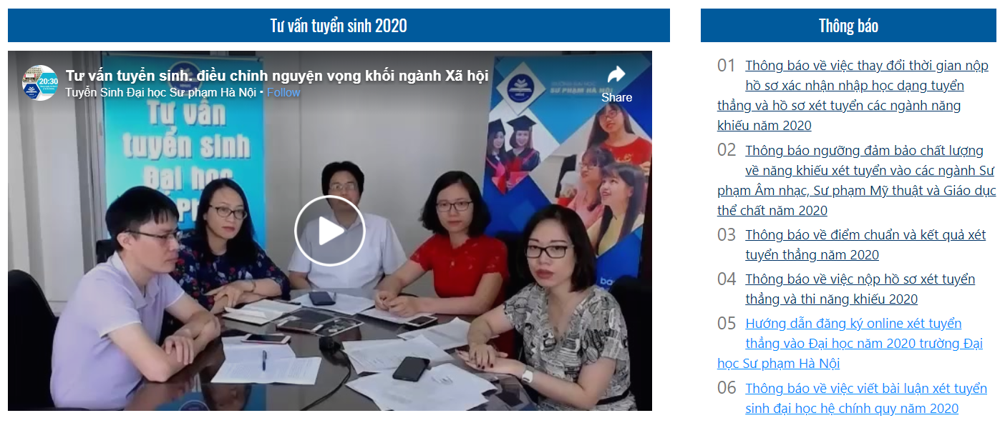 Tư vấn tuyển sinh 2020
Tư vấn tuyển sinh. điều chỉnh nguyện vọng khối ngành Xã hội
Tuyển Sinh Đại học Sư phạm Hà Nội • Follow
20:30
Share
Tư vấn
tuyển sinh
Đại học
SƯ PHẠM HÀ NỘI
Thông báo
01 Thông báo về việc thay đổi thời gian nộp
hồ sơ xác nhận nhập học dạng tuyển
thẳng và hồ sơ xét tuyển các ngành năng
khiếu năm 2020
02 Thông báo ngưỡng đảm bảo chất lượng
về năng khiếu xét tuyển vào các ngành Sư
phạm Âm nhạc, Sư phạm Mỹ thuật và Giáo dục
thể chất năm 2020
03 Thông báo về điểm chuẩn và kết quả xét
tuyển thẳng năm 2020
04 Thông báo về việc nộp hồ sơ xét tuyển
thẳng và thi năng khiếu 2020
05 Hướng dẫn đăng ký online xét tuyển
thẳng vào Đại học năm 2020 trường Đại
học Sư phạm Hà Nội
06 Thông báo về việc viết bài luận xét tuyển
sinh đại học hệ chính quy năm 2020